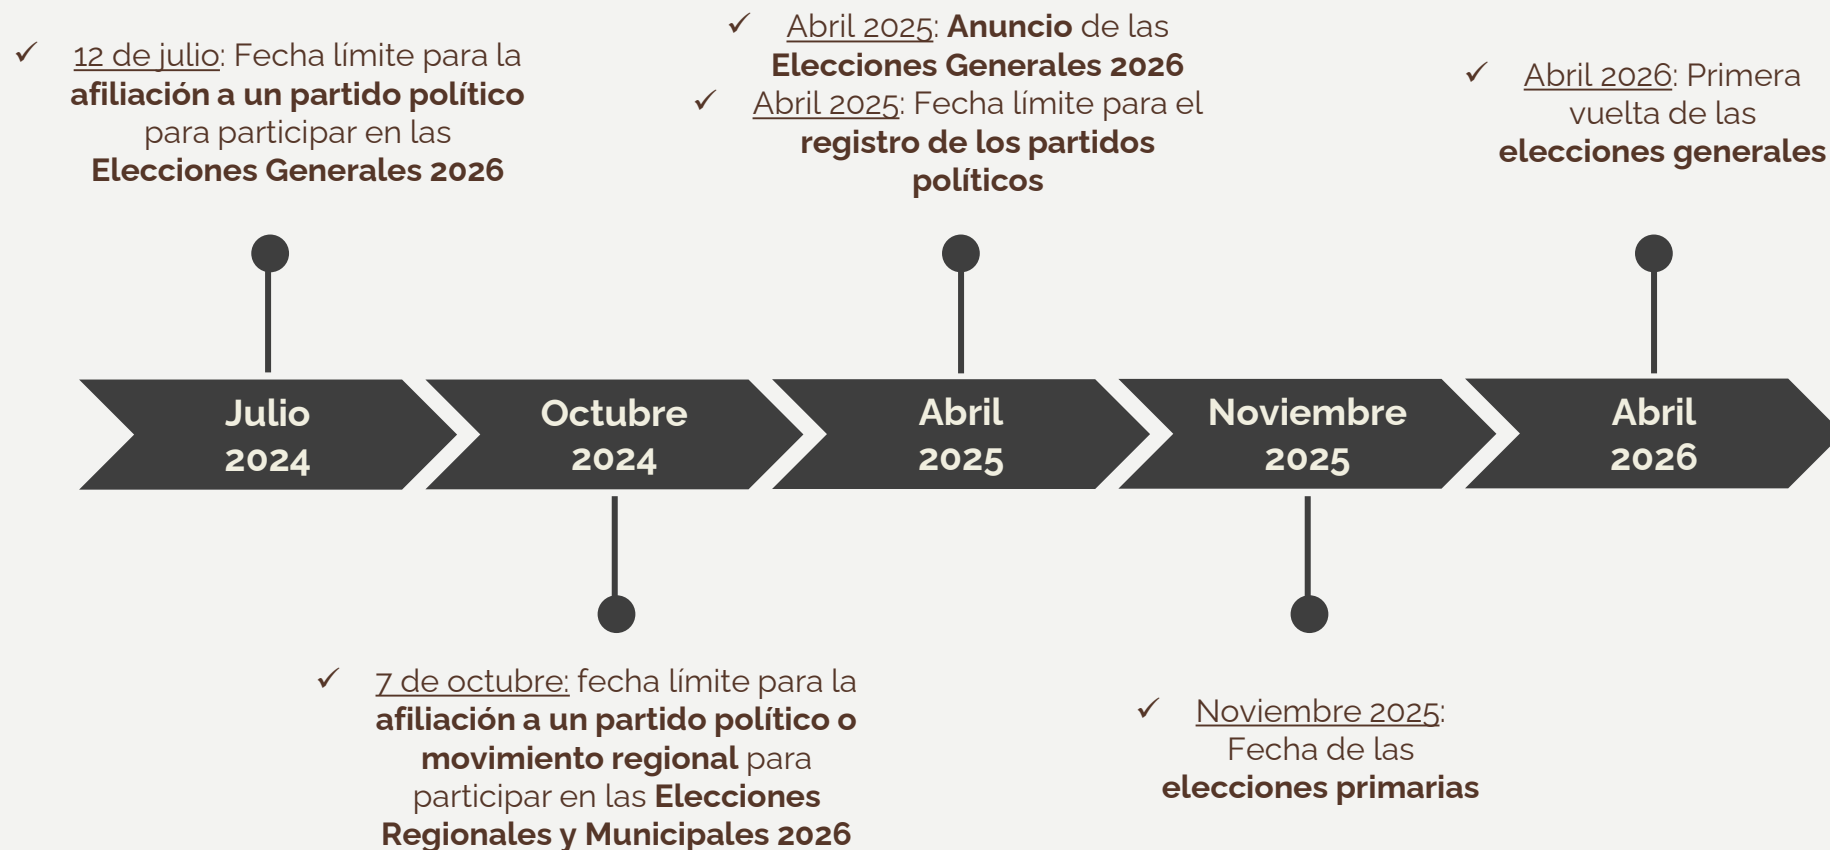 ✓ 12 de julio: Fecha límite para la
afiliación a un partido político
para participar en las
Elecciones Generales 2026
✓ Abril 2025: Anuncio de las
Elecciones Generales 2026
✓ Abril 2025: Fecha límite para el
registro de los partidos
políticos
✓ Abril 2026: Primera
vuelta de las
elecciones generales
Julio
2024
Octubre
2024
Abril
2025
Noviembre
2025
Abril
2026
✓ 7 de octubre: fecha límite para la
afiliación a un partido político o
movimiento regional para
participar en las Elecciones
Regionales y Municipales 2026
✓ Noviembre 2025:
Fecha de las
elecciones primarias